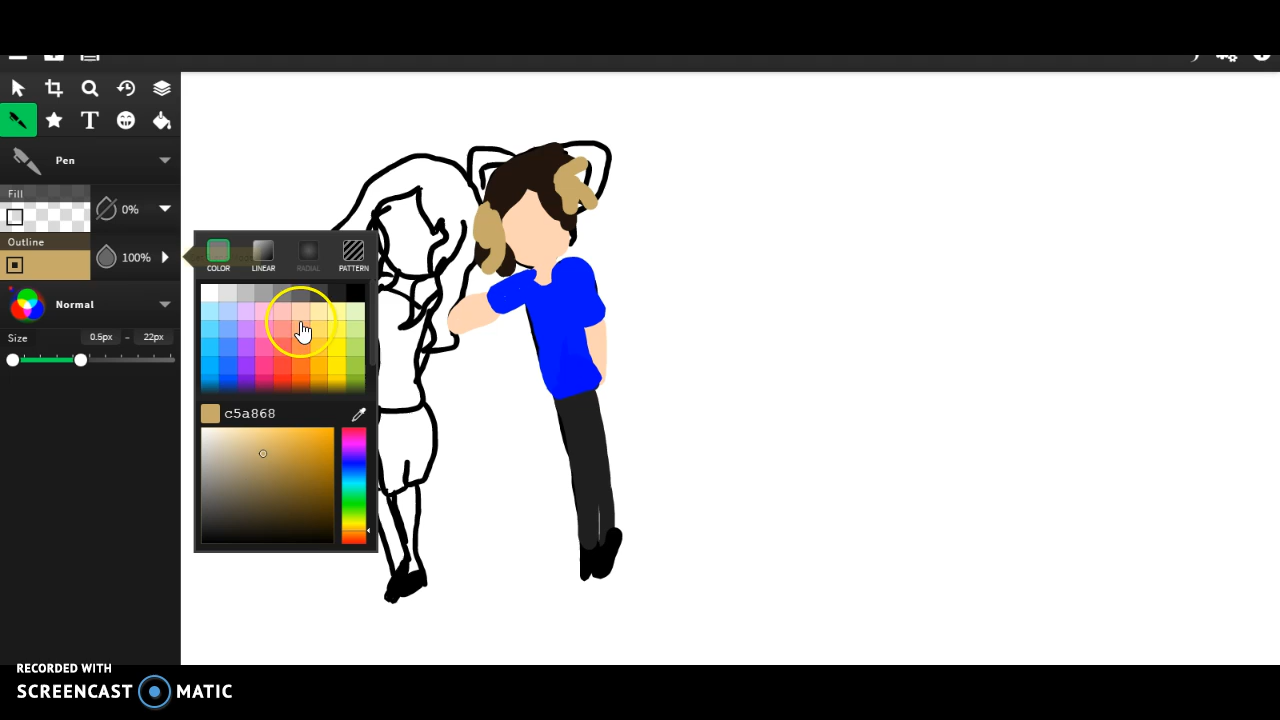 Pen
Fill
0%
Outline
100%
COLOR LINEAR RADIAL PATTERN
Normal
Size 0.5px - 22px
c5a868
RECORDED WITH
SCREENCAST MATIC